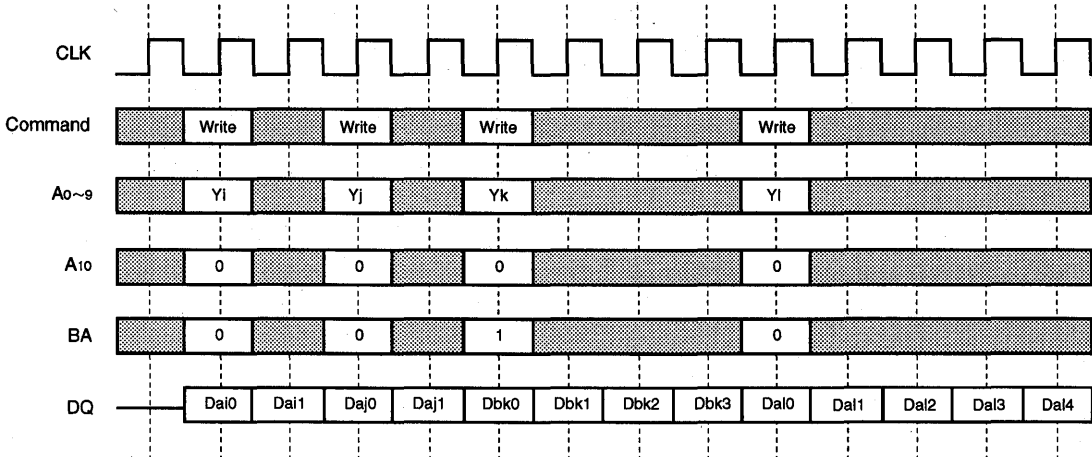 CLK
Command Write Write Write Write
A0~9 Yi Yj Yk Yl
A10 0 0 0 0
BA 0 0 1 0
DQ Dai0 Dai1 Daj0 Daj1 Dbk0 Dbk1 Dbk2 Dbk3 Dal0 Dal1 Dal2 Dal3 Dal4